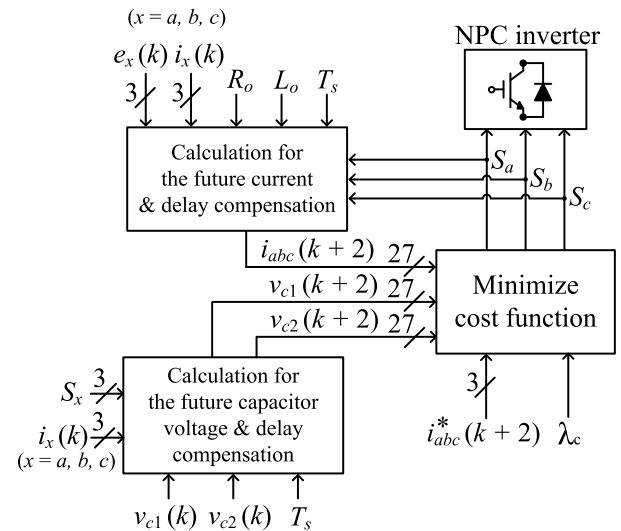 (x = a, b, c)
e_x(k) i_x(k)
3 3 R_o L_o T_s
NPC inverter
Calculation for
the future current
& delay compensation
S_a
S_b
S_c
i_abc(k + 2) 27
v_c1(k + 2) 27
v_c2(k + 2) 27
Minimize
cost function
3
i*_abc(k + 2) λ_c
Calculation for
the future capacitor
voltage & delay
compensation
S_x 3
i_x(k) 3
(x = a, b, c)
v_c1(k) v_c2(k) T_s